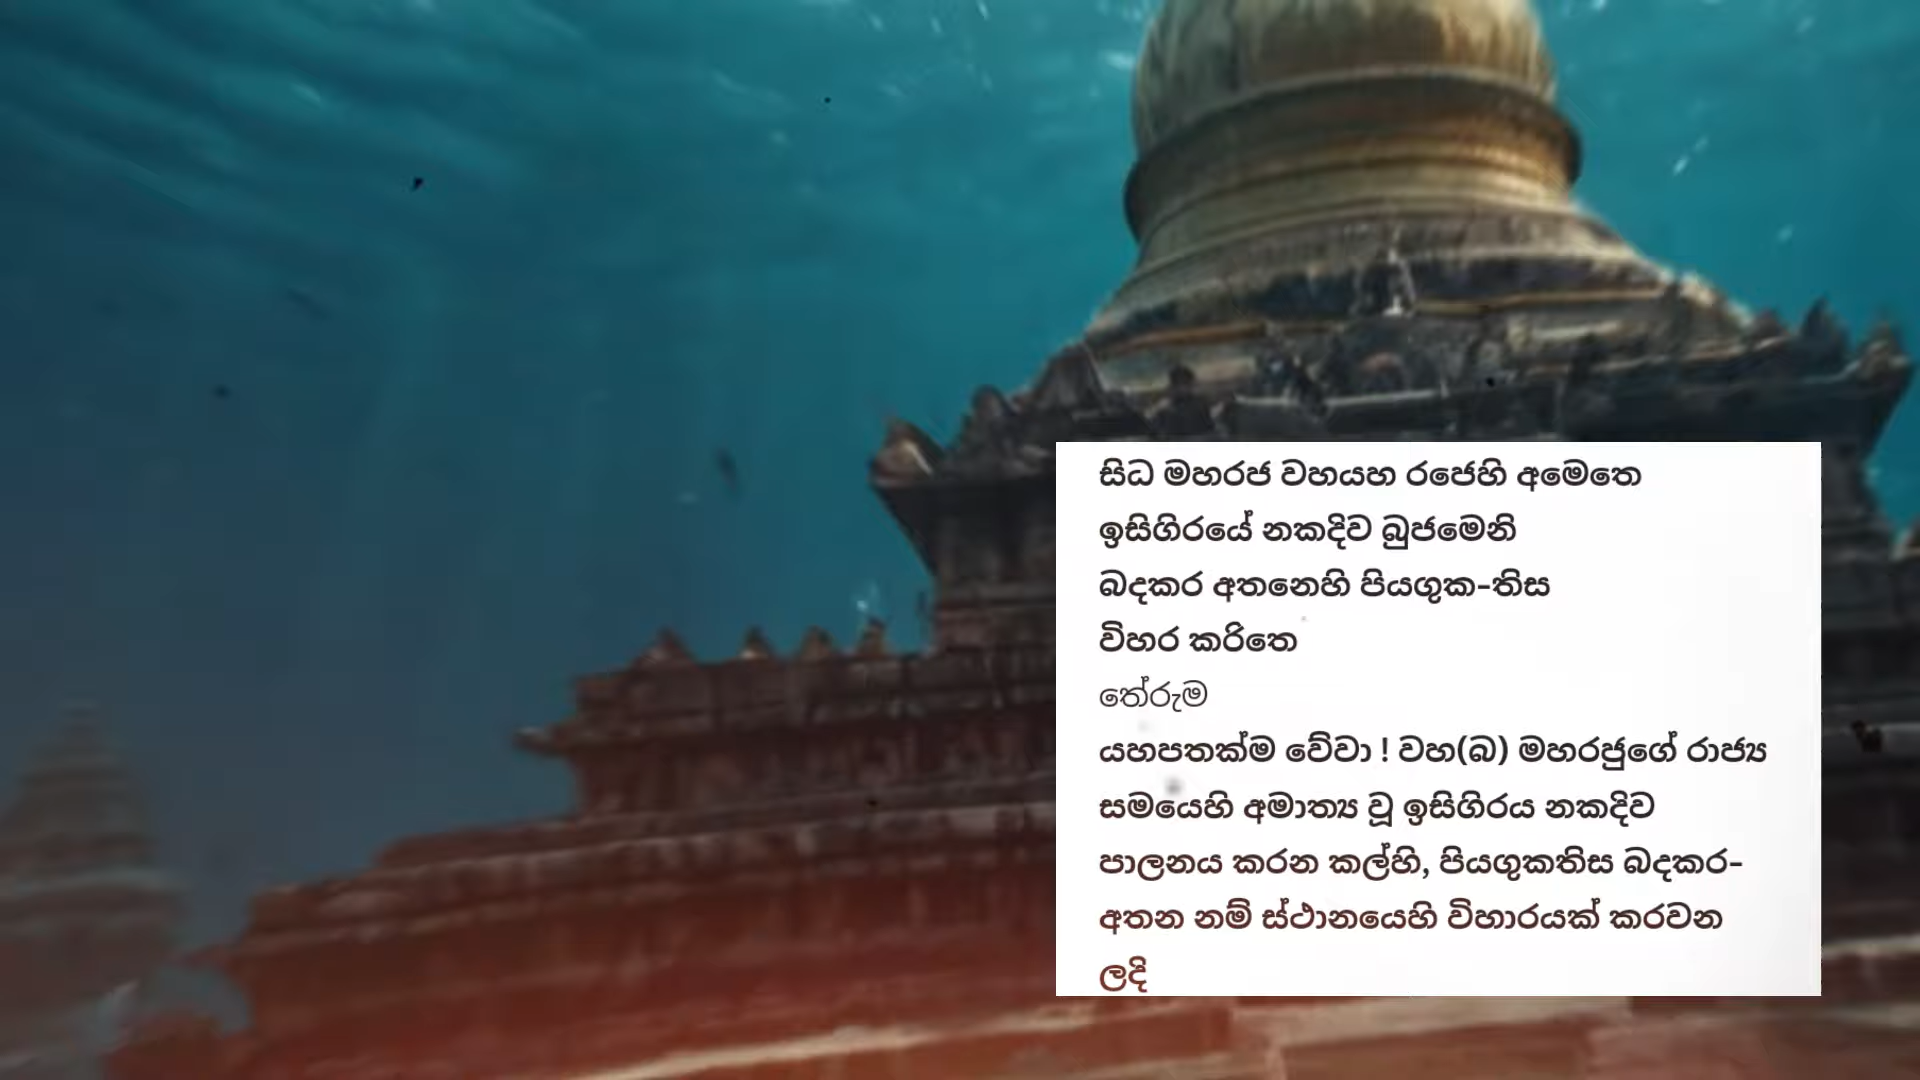 සිධ මහරජ වහයහ රජෙහි අමෙතෙ
ඉසිගිරයේ නකදිව බුජමෙනි
බදකර අතනෙහි පියගුක-තිස
විහර කරිතෙ
තේරුම
යහපතක්ම වේවා ! වහ(බ) මහරජුගේ රාජ්‍ය
සමයෙහි අමාත්‍ය වූ ඉසිගිරය නකදිව
පාලනය කරන කල්හි, පියගුකතිස බදකර-
අතන නම් ස්ථානයෙහි විහාරයක් කරවන
ලදි